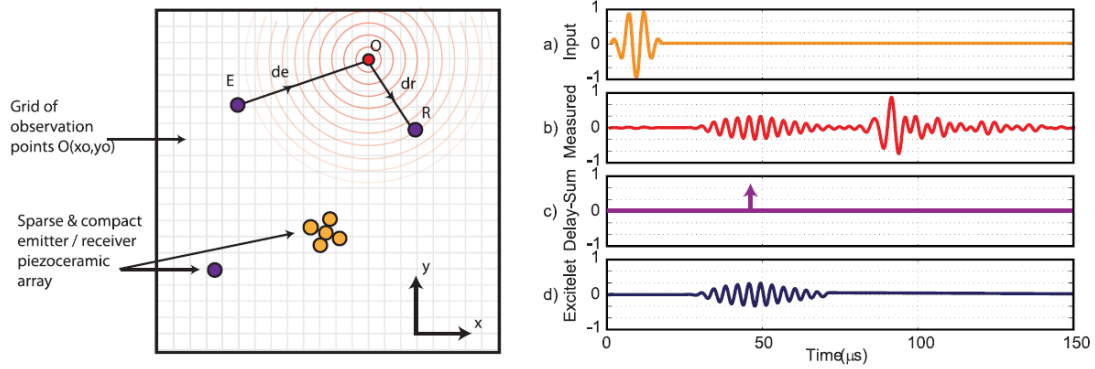 E
de
O
dr
R
Grid of
observation
points O(xo,yo)
Sparse & compact
emitter / receiver
piezoceramic
array
y
x
a)
Input
1
0
-1
b)
Measured
1
0
-1
c)
Delay-Sum
1
0
-1
d)
Excitelet
1
0
-1
0
50
100
150
Time(μs)